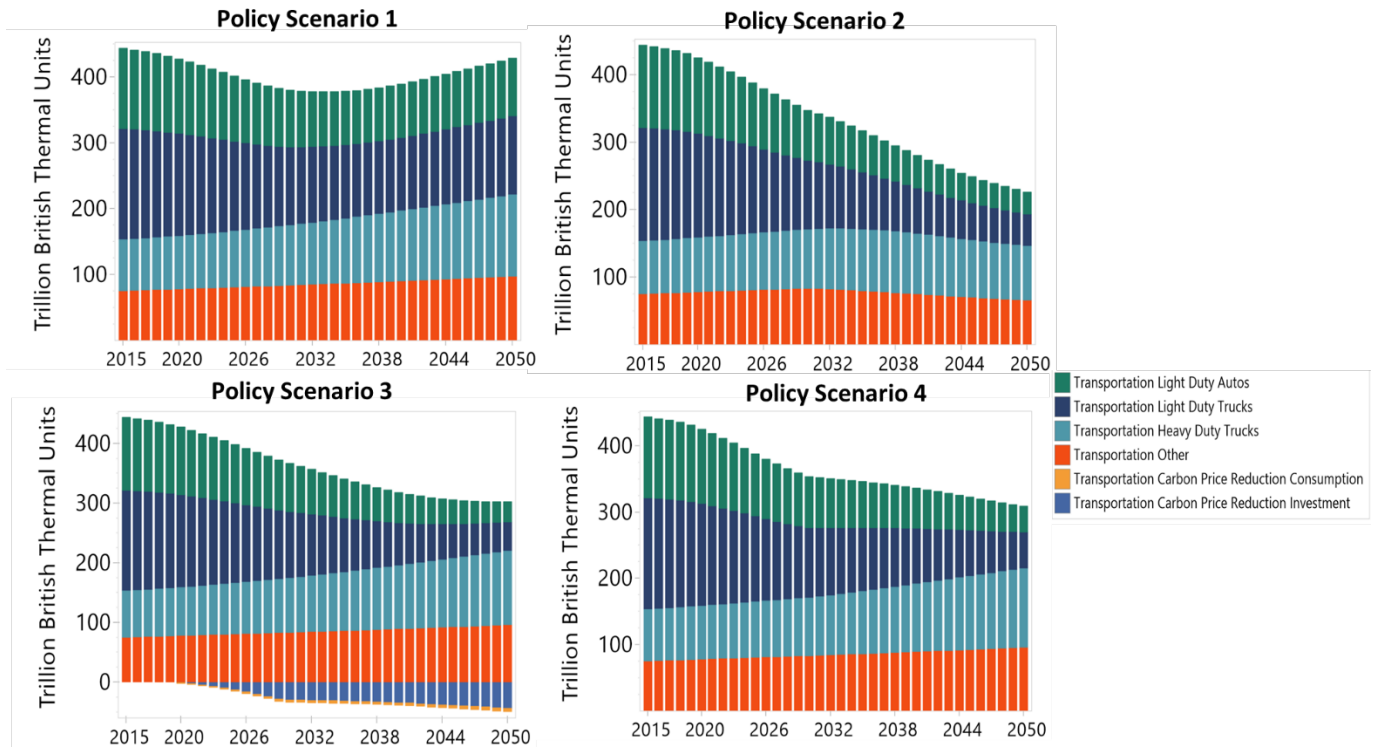 Policy Scenario 1
Trillion British Thermal Units
400
300
200
100
2015 2020 2026 2032 2038 2044 2050
Policy Scenario 2
Trillion British Thermal Units
400
300
200
100
2015 2020 2026 2032 2038 2044 2050
Policy Scenario 3
Trillion British Thermal Units
400
300
200
100
0
2015 2020 2026 2032 2038 2044 2050
Policy Scenario 4
Trillion British Thermal Units
400
300
200
100
2015 2020 2026 2032 2038 2044 2050
Transportation Light Duty Autos
Transportation Light Duty Trucks
Transportation Heavy Duty Trucks
Transportation Other
Transportation Carbon Price Reduction Consumption
Transportation Carbon Price Reduction Investment